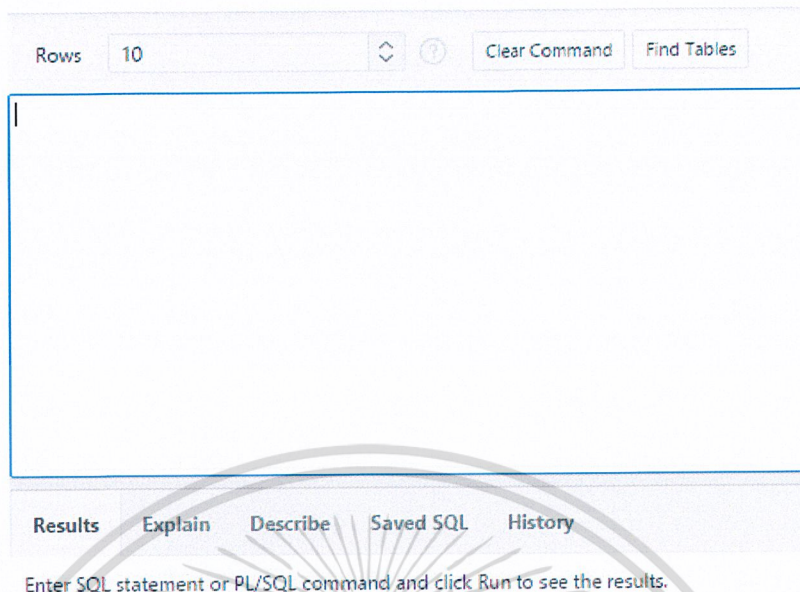 Rows 10 ? Clear Command Find Tables
Results Explain Describe Saved SQL History
Enter SQL statement or PL/SQL command and click Run to see the results.